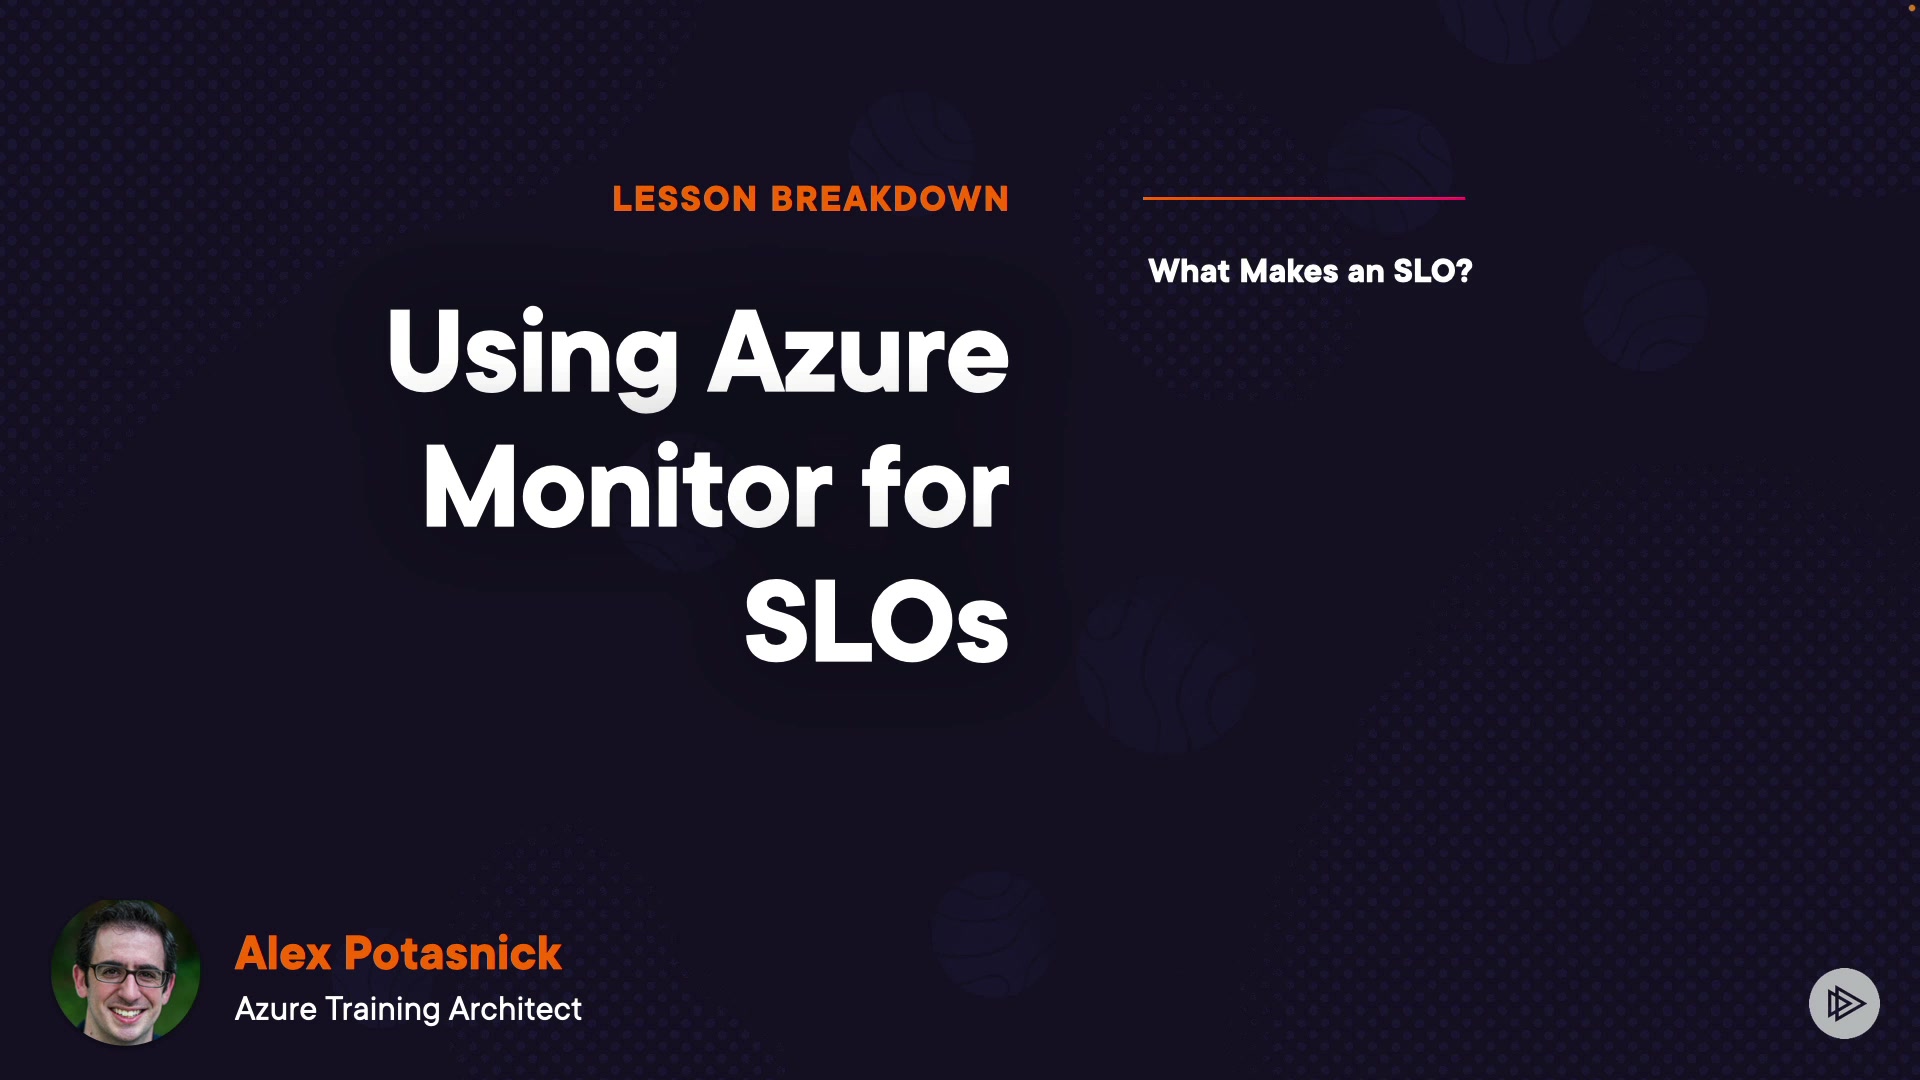 LESSON BREAKDOWN
Using Azure
Monitor for
SLOs
What Makes an SLO?
Alex Potasnick
Azure Training Architect